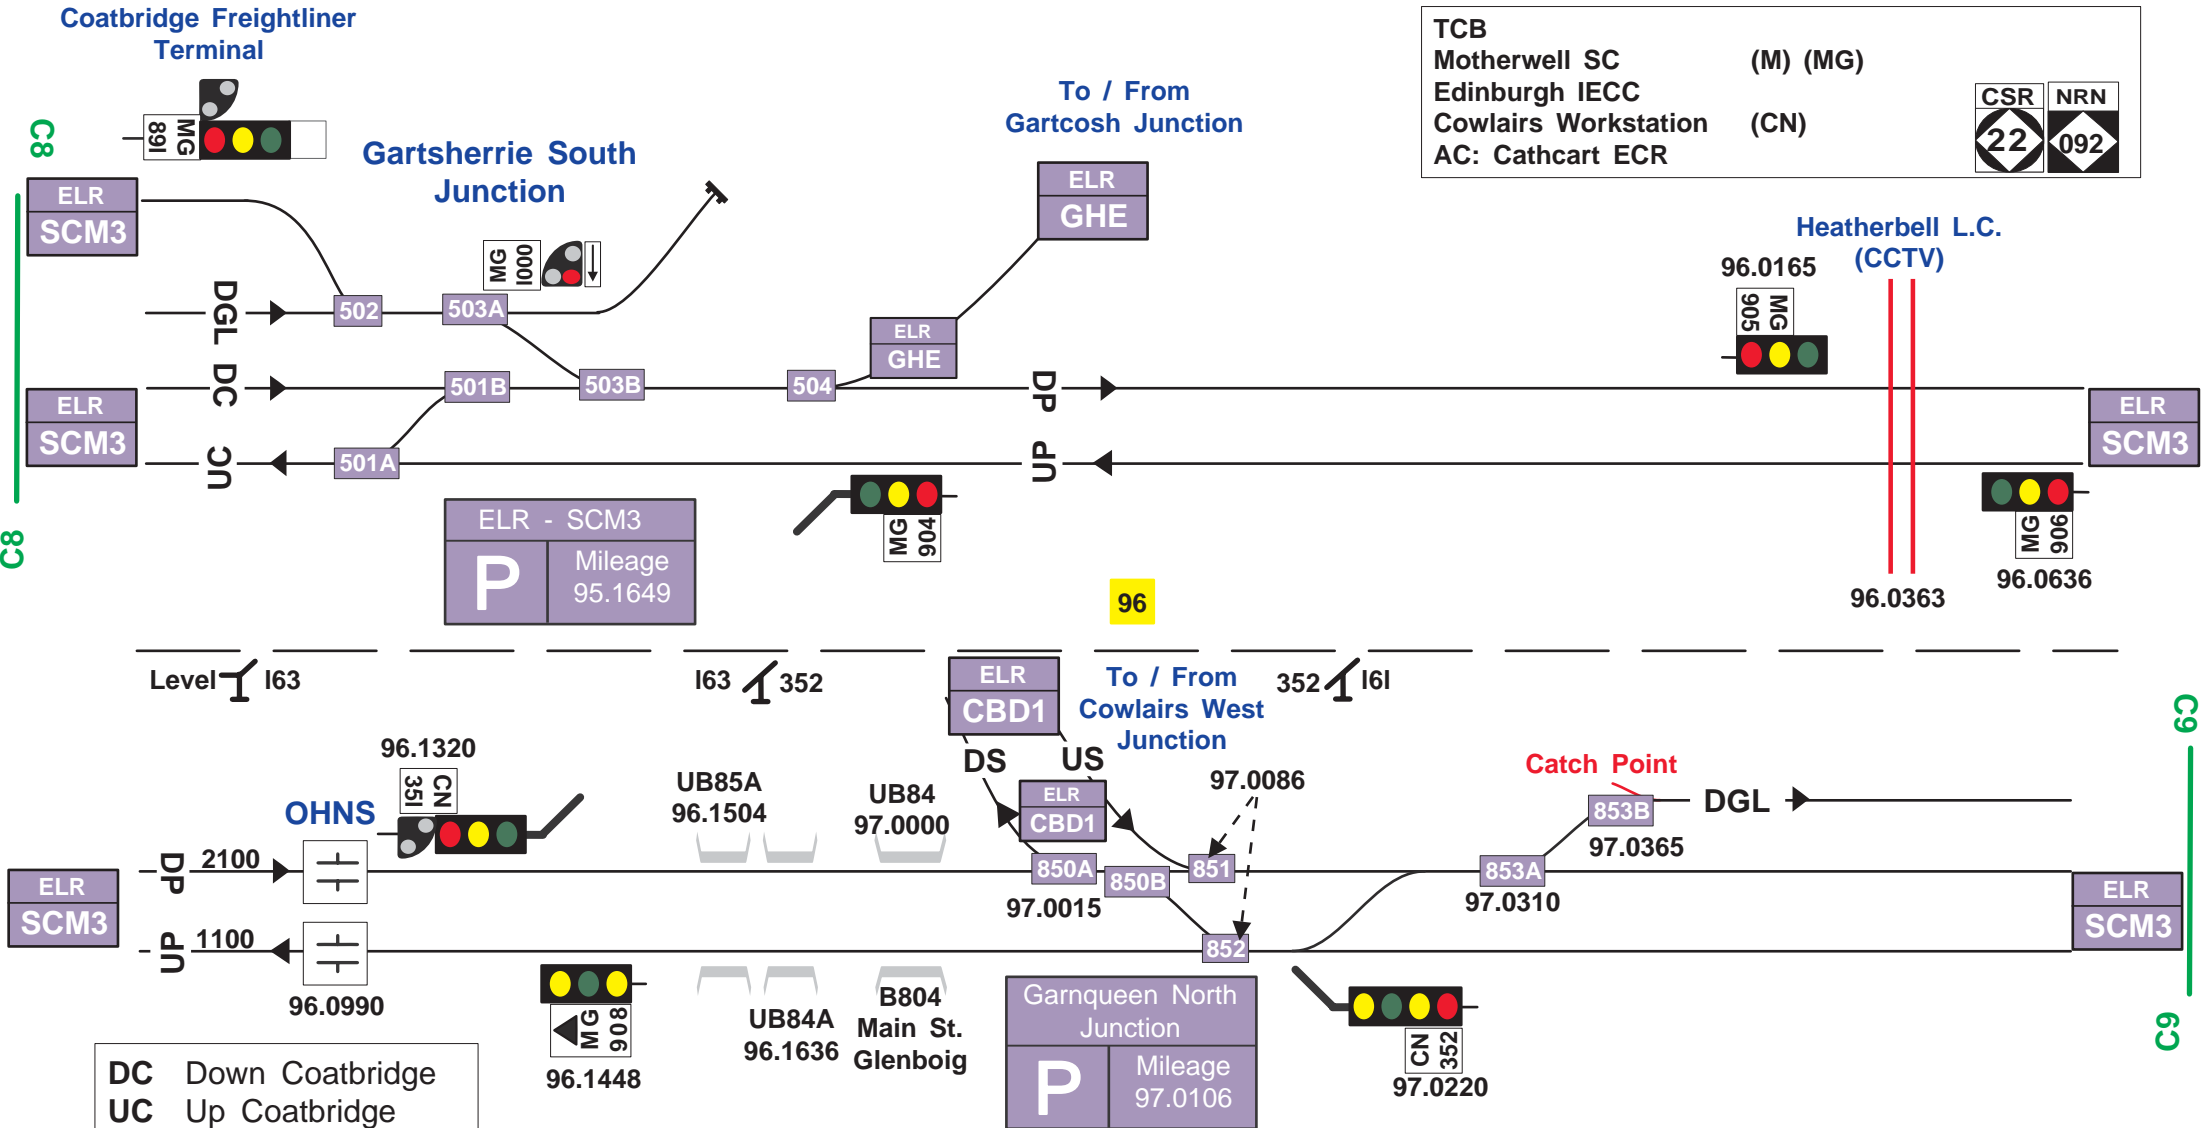 Coatbridge Freightliner
Terminal
MG
89I
C8
Gartsherrie South
Junction
To / From
Gartcosh Junction
TCB
Motherwell SC (M) (MG)
Edinburgh IECC
Cowlairs Workstation (CN)
AC: Cathcart ECR
CSR
22
NRN
092
ELR
SCM3
MG
I000
ELR
GHE
Heatherbell L.C.
(CCTV)
96.0165
MG
905
DGL
502
503A
ELR
GHE
DC
501B
503B
504
DP
ELR
SCM3
ELR
SCM3
UC
501A
UP
MG
904
MG
906
96.0636
96.0363
C8
ELR - SCM3
P
Mileage
95.1649
96
Level I63
I63 352
352 I6I
ELR
CBD1
To / From
Cowlairs West
Junction
C9
DS
US
96.1320
CN
35I
OHNS
UB85A
96.1504
UB84
97.0000
ELR
CBD1
97.0086
Catch Point
853B
DGL
97.0365
DP
2100
850A
850B
851
853A
97.0015
97.0310
ELR
SCM3
ELR
SCM3
UP
1100
852
96.0990
MG
908
96.1448
UB84A
96.1636
B804
Main St.
Glenboig
Garnqueen North
Junction
P
Mileage
97.0106
CN
352
97.0220
C9
DC Down Coatbridge
UC Up Coatbridge